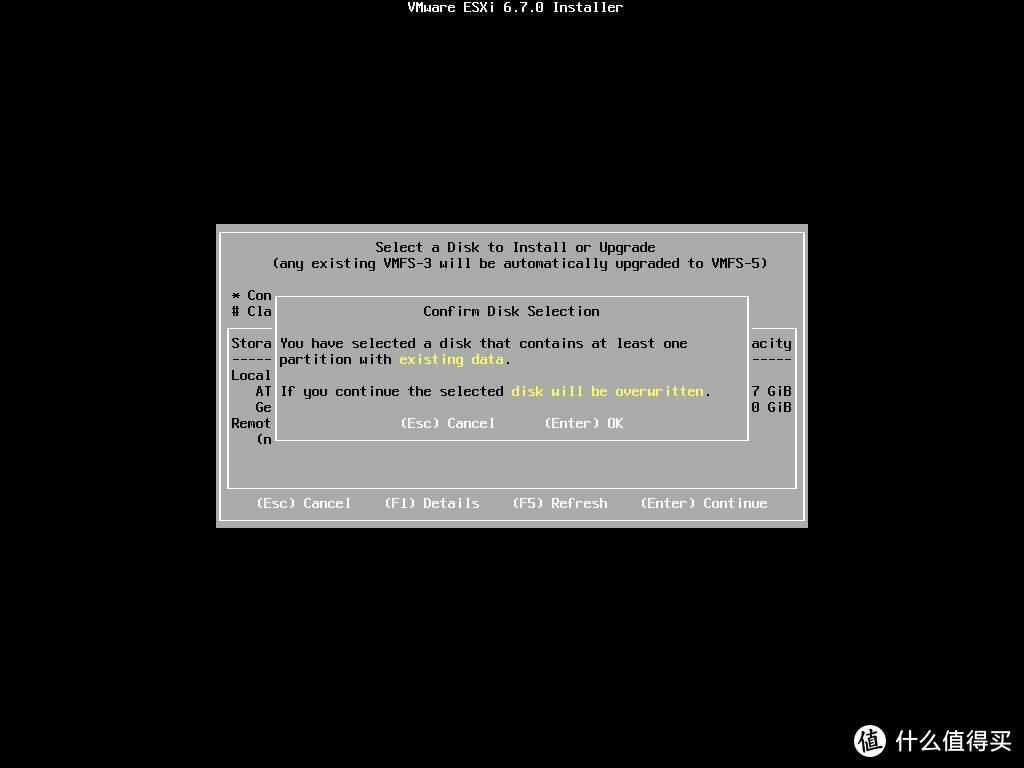 VMware ESXi 6.7.0 Installer
Select a Disk to Install or Upgrade
(any existing VMFS-3 will be automatically upgraded to VMFS-5)
* Con
# Cla
Confirm Disk Selection
Stora
acity
You have selected a disk that contains at least one
partition with existing data.
-----
-----
Local
If you continue the selected disk will be overwritten.
AT
7 GiB
Ge
0 GiB
Remot
(Esc) Cancel (Enter) OK
(n
(Esc) Cancel (F1) Details (F5) Refresh (Enter) Continue
值 什么值得买